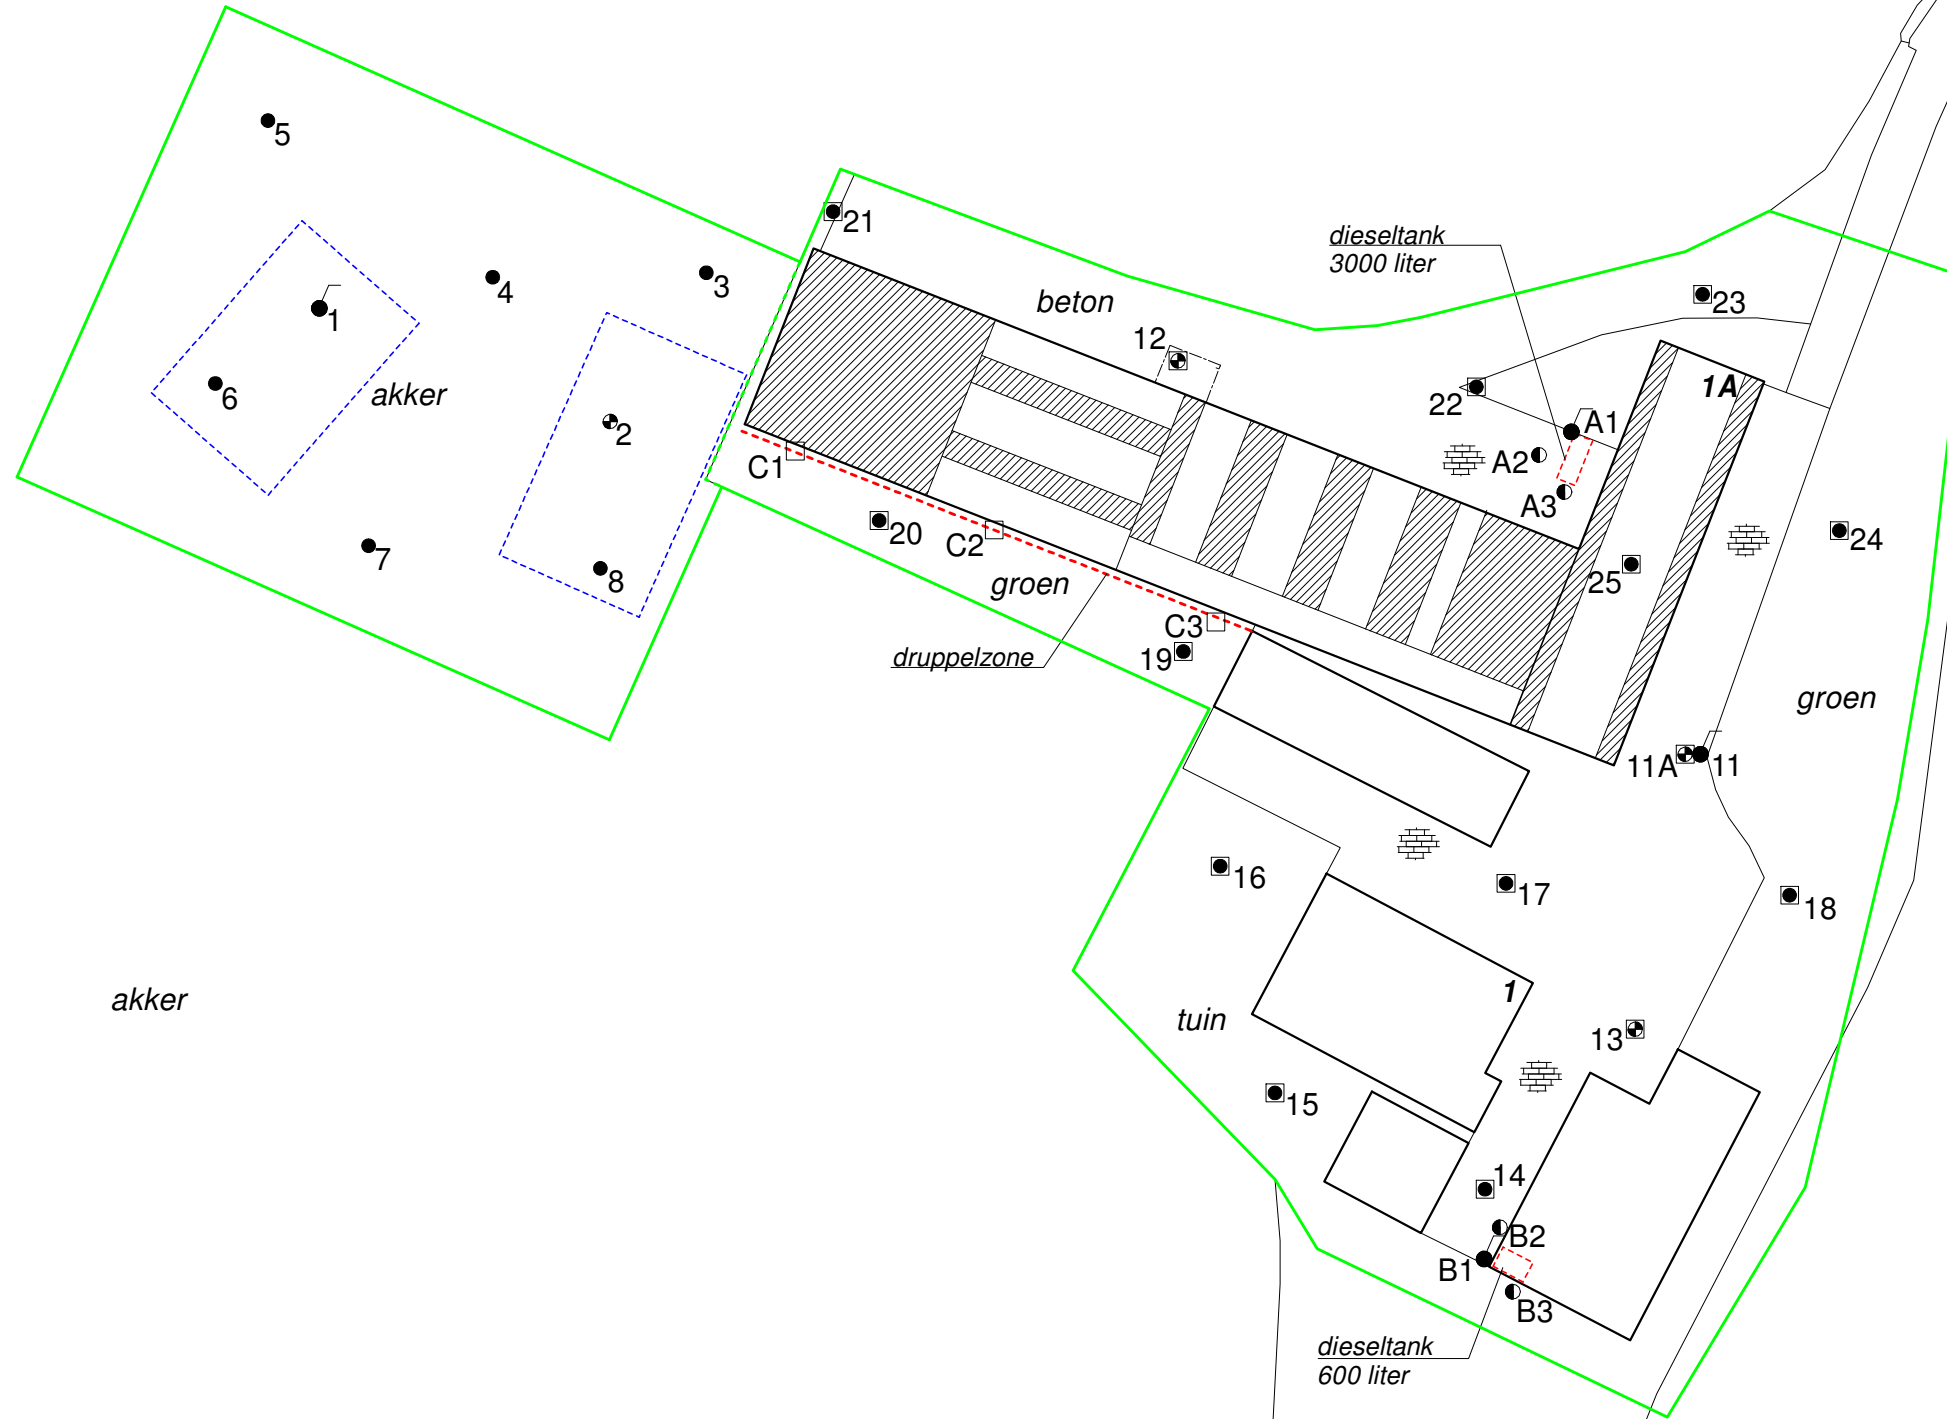 5
21
dieseltank
3000 liter
4
3
23
beton
1
12
6
akker
1A
22
2
A1
C1
A2
A3
20
C2
24
7
8
groen
25
C3
19
druppelzone
groen
11A
11
16
17
18
akker
1
tuin
13
15
14
B2
B1
B3
dieseltank
600 liter